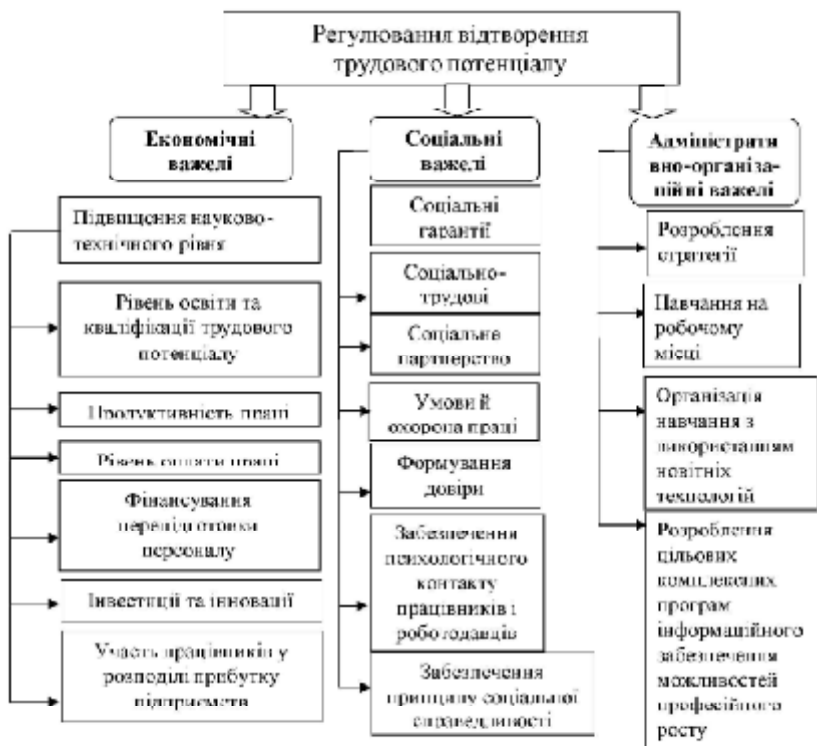 Регулювання відтворення
трудового потенціалу
Економічні
важелі
Підвищення науково-
технічного рівня
Рівень освіти та
кваліфікації трудового
потенціалу
Продуктивність праці
Рівень оплати праці
Фінансування
перепідготовки
персоналу
Інвестиції та інновації
Участь працівників у
розподілі прибутку
підприємств
Соціальні
важелі
Соціальні
гарантії
Соціально-
трудові
Соціальне
партнерство
Умови й
охорона праці
Формування
довіри
Забезпечення
психологічного
контакту
працівників і
роботодавців
Забезпечення
принципу соціальної
справедливості
Адміністрати
вно-організа-
ційні важелі
Розроблення
стратегії
Навчання на
робочому
місці
Організація
навчання з
використанням
новітніх
технологій
Розроблення
цільових
комплексних
програм
інформаційного
забезпечення
можливостей
професійного
росту